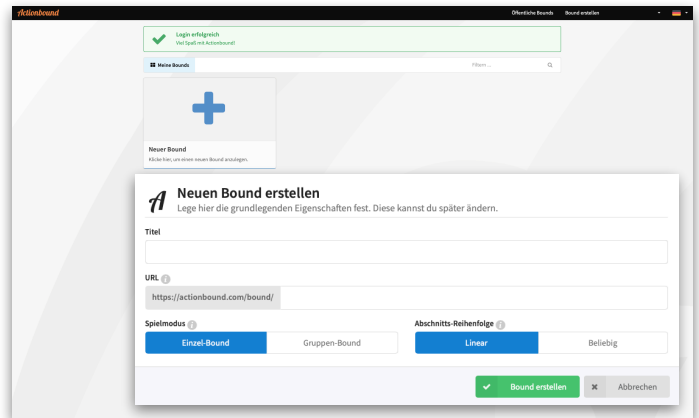 Actionbound
Öffentliche Bounds Bound erstellen
Login erfolgreich
Viel Spaß mit Actionbound!
Meine Bounds
Filtern ...
Neuer Bound
Klicke hier, um einen neuen Bound anzulegen.
A Neuen Bound erstellen
Lege hier die grundlegenden Eigenschaften fest. Diese kannst du später ändern.
Titel
URL i
https://actionbound.com/bound/
Spielmodus i Abschnitts-Reihenfolge i
Einzel-Bound Gruppen-Bound Linear Beliebig
Bound erstellen Abbrechen